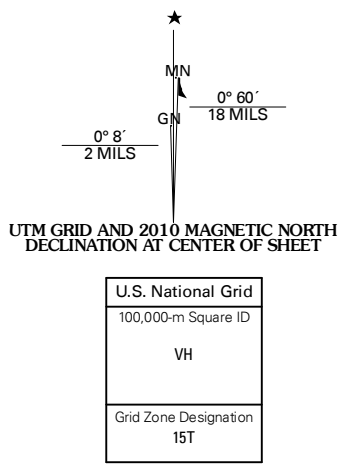 MN
0° 60´
18 MILS
GN
0° 8´
2 MILS
UTM GRID AND 2010 MAGNETIC NORTH
DECLINATION AT CENTER OF SHEET
U.S. National Grid
100,000-m Square ID
VH
Grid Zone Designation
15T